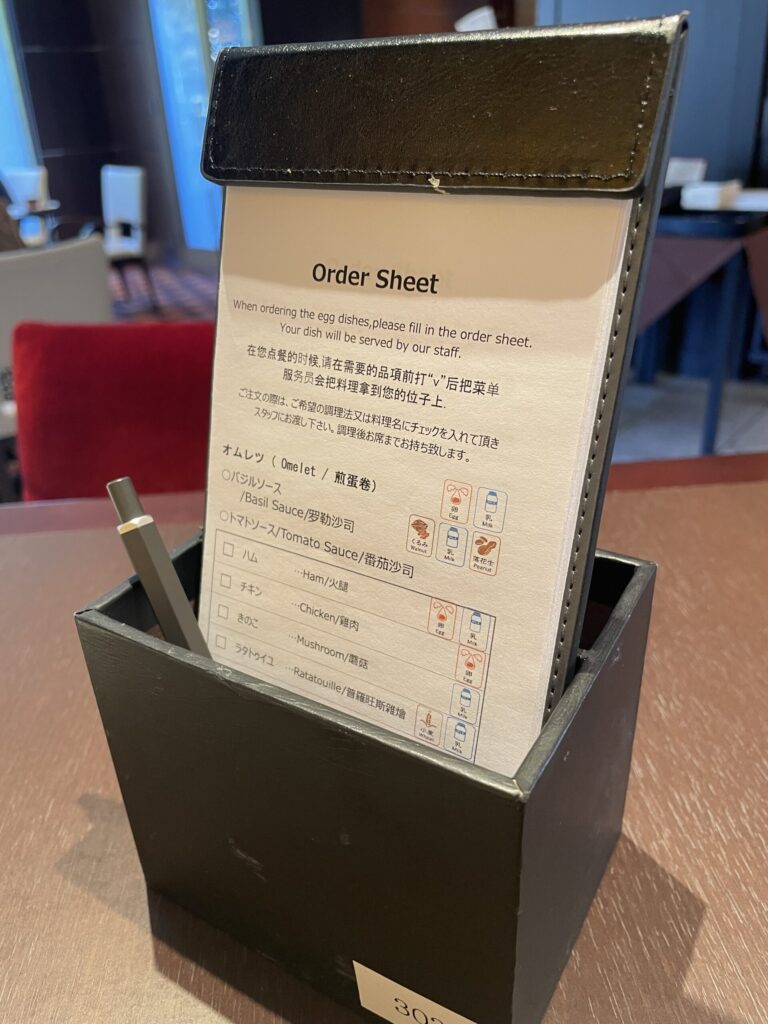 Order Sheet
When ordering the egg dishes,please fill in the order sheet.
Your dish will be served by our staff.
在您点餐的时候,请在需要的品項前打“v”后把菜单
服务员会把料理拿到您的位子上.
ご注文の際は、ご希望の調理法又は料理名にチェックを入れて頂き
スタッフにお渡し下さい。調理後お席までお持ち致します。
オムレツ ( Omelet / 煎蛋卷)
卵 Egg 乳 Milk
○バジルソース
/Basil Sauce/罗勒沙司
くるみ Walnut 乳 Milk 落花生 Peanut
○トマトソース/Tomato Sauce/番茄沙司
ハム …Ham/火腿
卵 Egg 乳 Milk
チキン …Chicken/雞肉
卵 Egg
きのこ …Mushroom/蘑菇
乳 Milk
ラタトゥイユ …Ratatouille/普羅旺斯雜燴
小麦 Wheat 乳 Milk